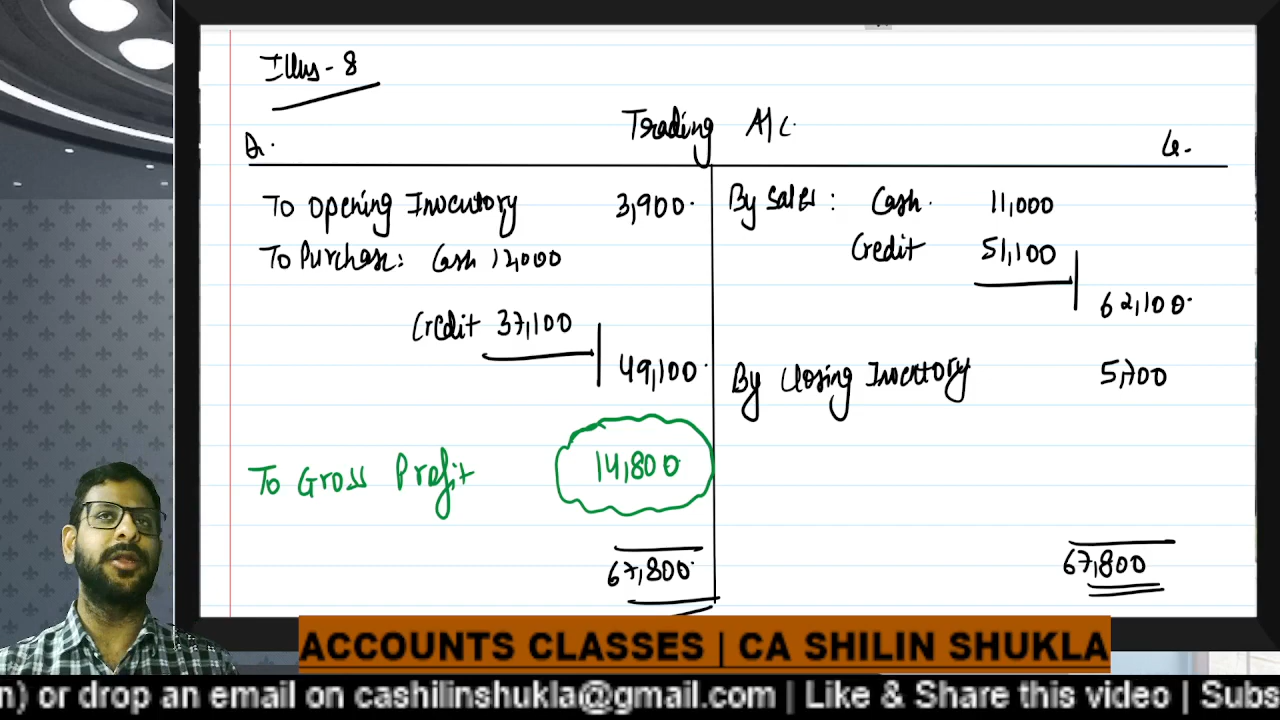 Illus - 8
Trading A/C.
Dr. Cr.
To Opening Inventory 3,900. By Sales : Cash. 11,000
To Purchase: Cash 12,000 Credit 51,100
62,100.
Credit 37,100
49,100. By Closing Inventory 5,700
To Gross Profit 14,800
67,800. 67,800
ACCOUNTS CLASSES | CA SHILIN SHUKLA
n) or drop an email on cashilinshukla@gmail.com | Like & Share this video | Subs